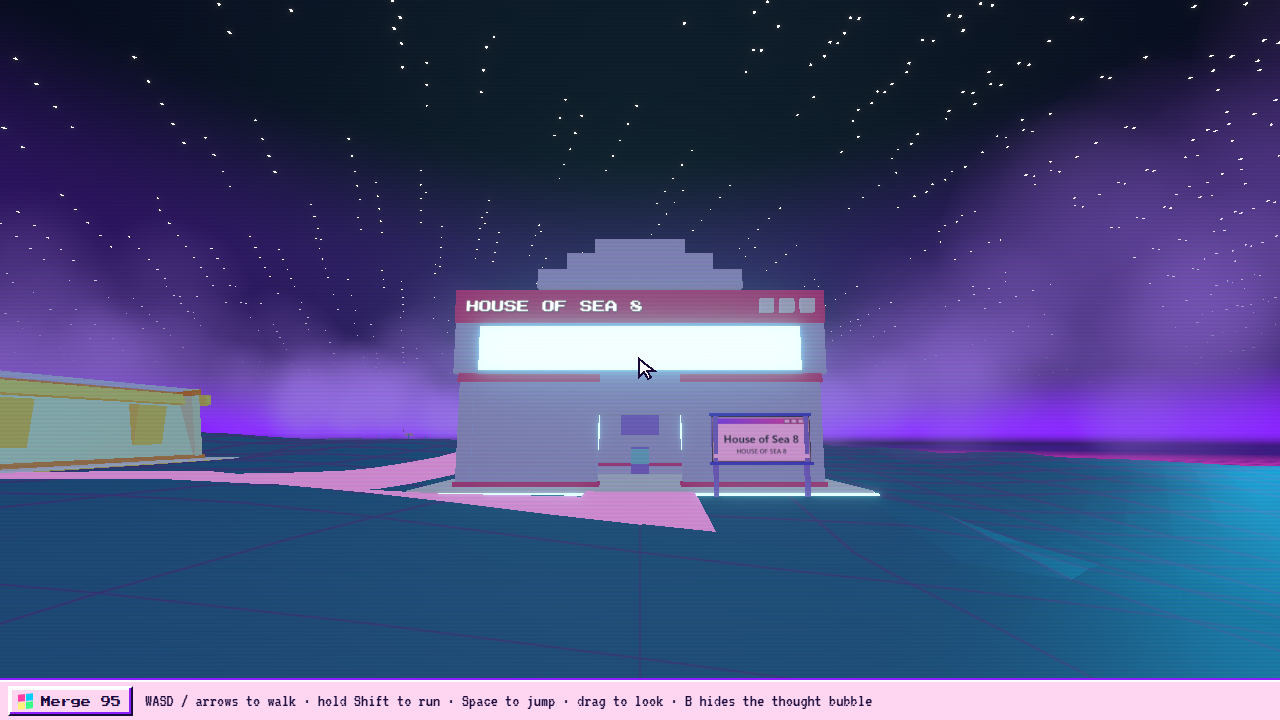 HOUSE OF SEA 8
House of Sea 8
HOUSE OF SEA 8
Merge 95 WASD / arrows to walk · hold Shift to run · Space to jump · drag to look · B hides the thought bubble